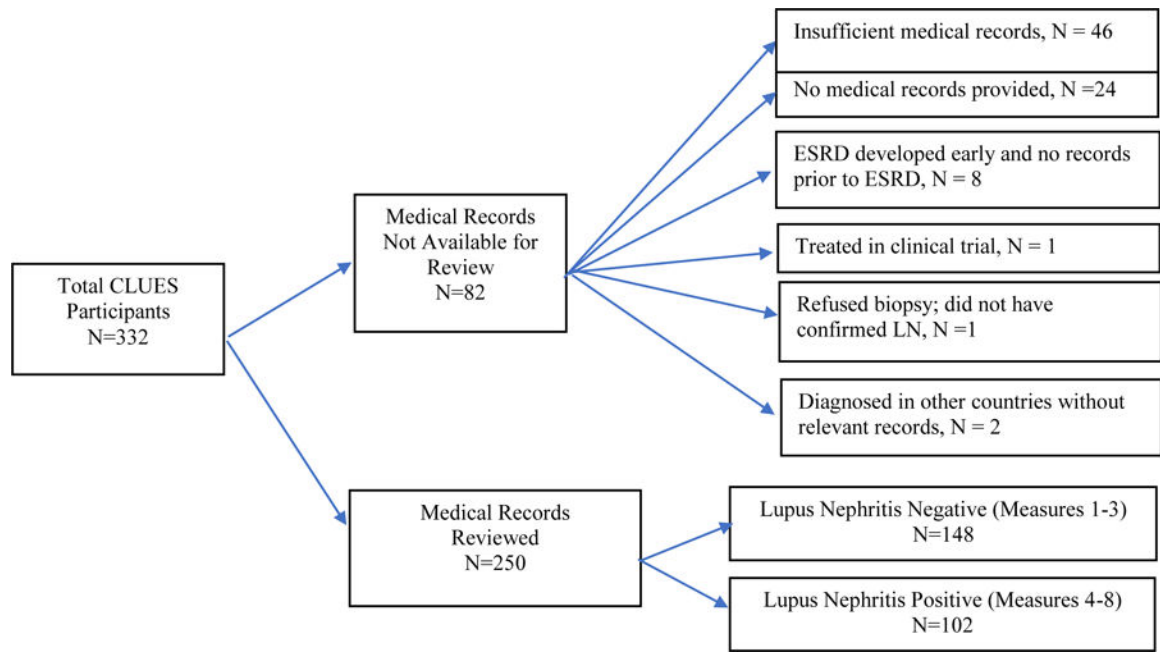 Total CLUES
Participants
N=332
Medical Records
Not Available for
Review
N=82
Insufficient medical records, N = 46
No medical records provided, N =24
ESRD developed early and no records
prior to ESRD, N = 8
Treated in clinical trial, N = 1
Refused biopsy; did not have
confirmed LN, N =1
Diagnosed in other countries without
relevant records, N = 2
Medical Records
Reviewed
N=250
Lupus Nephritis Negative (Measures 1-3)
N=148
Lupus Nephritis Positive (Measures 4-8)
N=102